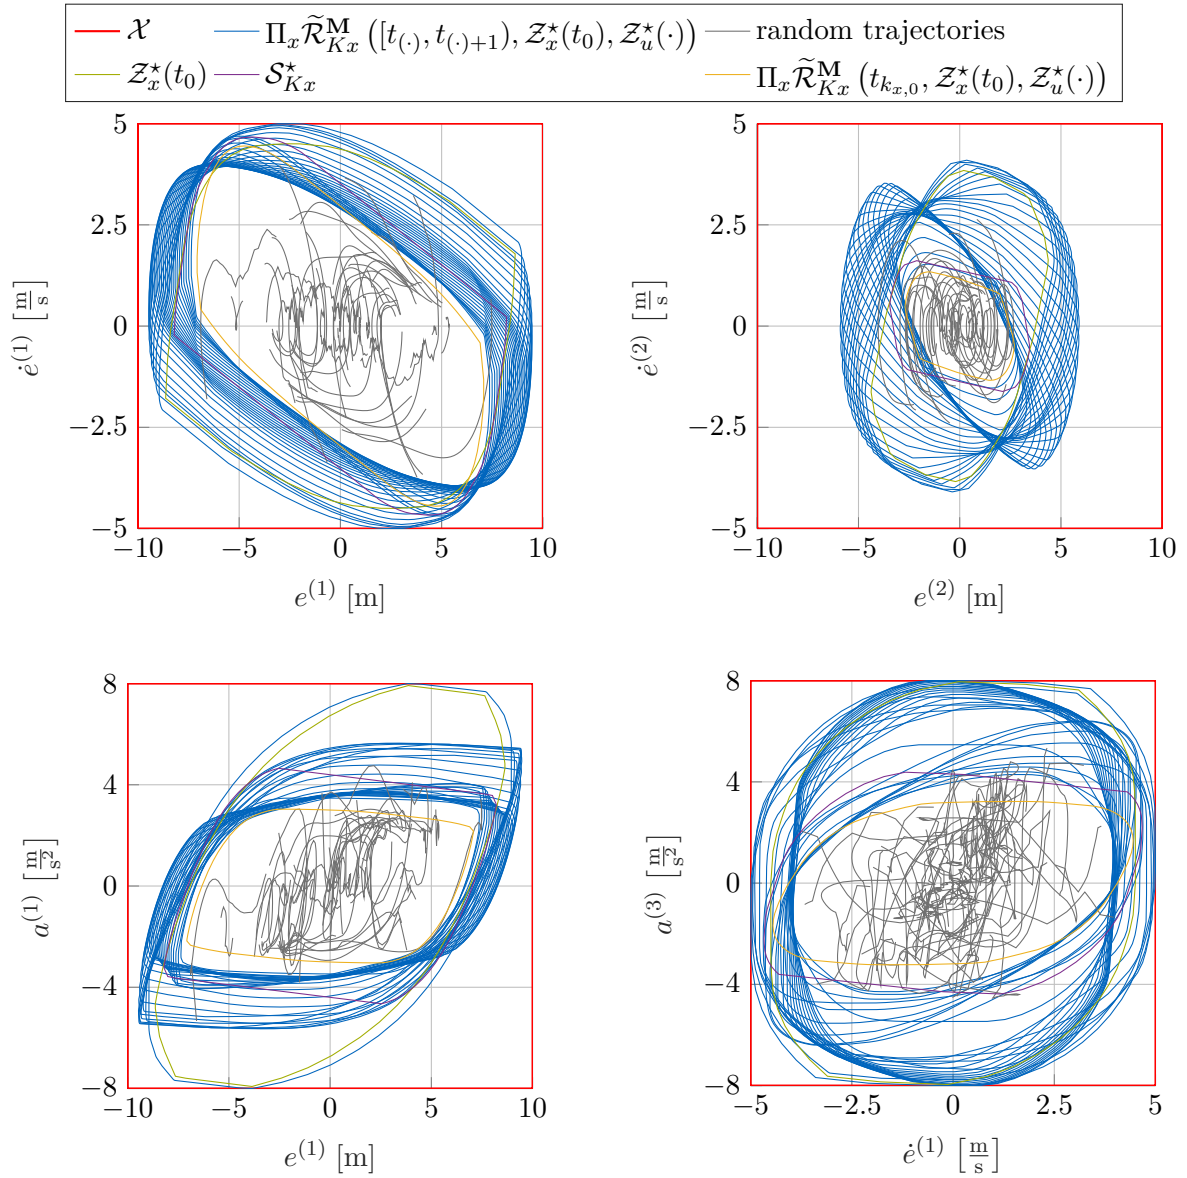 𝒳 Π_x ℛ̃^𝐌_{Kx} ([t_{(·)}, t_{(·)+1}), 𝒵^⋆_x(t_0), 𝒵^⋆_u(·)) random trajectories
𝒵^⋆_x(t_0) 𝒮^⋆_{Kx} Π_x ℛ̃^𝐌_{Kx} (t_{k_{x,0}}, 𝒵^⋆_x(t_0), 𝒵^⋆_u(·))
5
2.5
0
−2.5
−5
−10 −5 0 5 10
ė^{(1)} [m/s]
e^{(1)} [m]
5
2.5
0
−2.5
−5
−10 −5 0 5 10
ė^{(2)} [m/s]
e^{(2)} [m]
8
4
0
−4
−8
−10 −5 0 5 10
a^{(1)} [m/s²]
e^{(1)} [m]
8
4
0
−4
−8
−5 −2.5 0 2.5 5
a^{(3)} [m/s²]
ė^{(1)} [m/s]